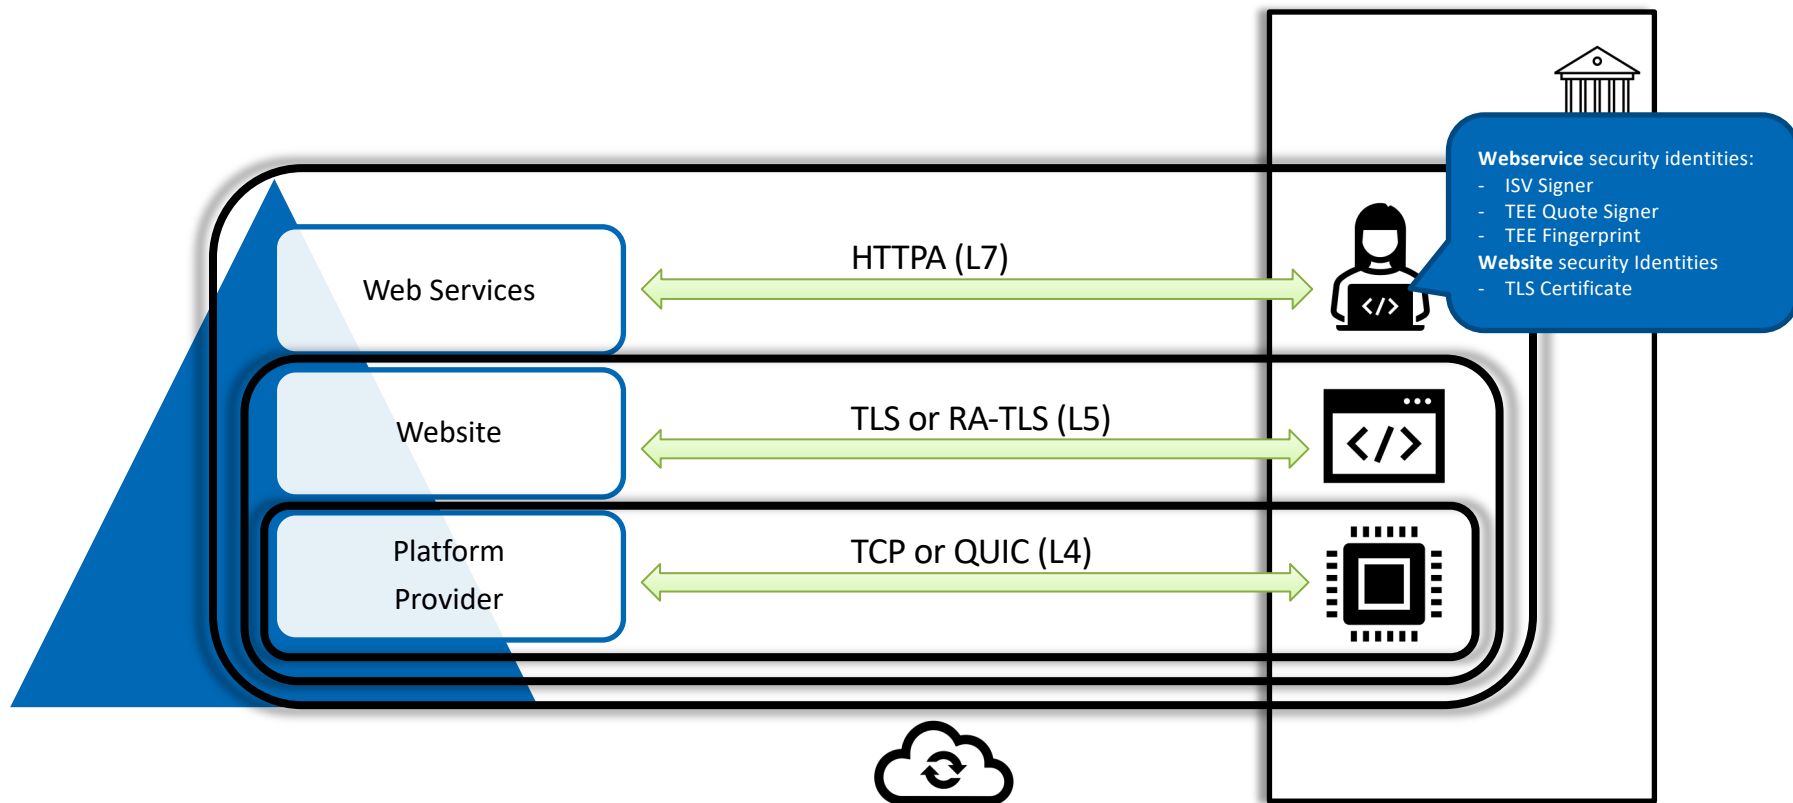 Webservice security identities:
- ISV Signer
- TEE Quote Signer
- TEE Fingerprint
Website security Identities
- TLS Certificate
Web Services
HTTPA (L7)
</>
Website
TLS or RA-TLS (L5)
</>
Platform
Provider
TCP or QUIC (L4)